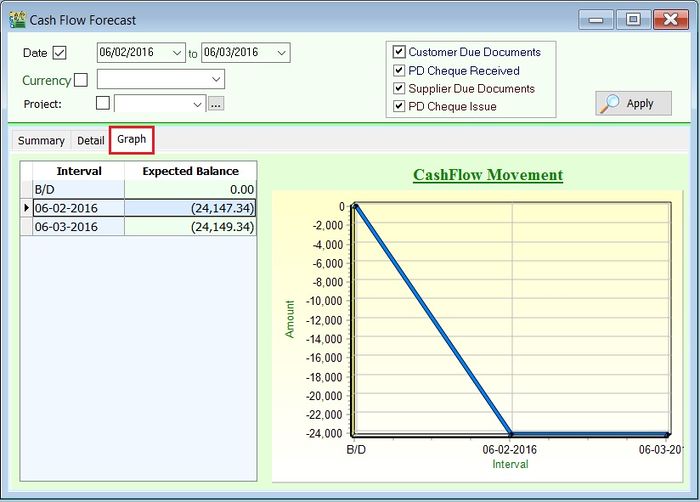 Cash Flow Forecast
Date 06/02/2016 to 06/03/2016
Currency
Project: ...
Customer Due Documents
PD Cheque Received
Supplier Due Documents
PD Cheque Issue
Apply
Summary Detail Graph
Interval Expected Balance
B/D 0.00
06-02-2016 (24,147.34)
06-03-2016 (24,149.34)
CashFlow Movement
0
-2,000
-4,000
-6,000
-8,000
-10,000
-12,000
-14,000
-16,000
-18,000
-20,000
-22,000
-24,000
Amount
B/D 06-02-2016 06-03-201
Interval